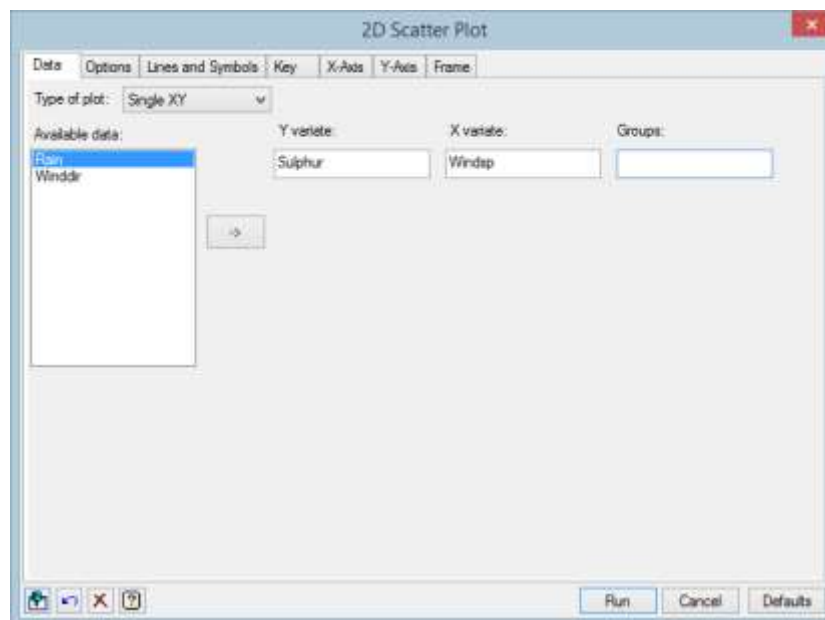 2D Scatter Plot
Data Options Lines and Symbols Key X-Axis Y-Axis Frame
Type of plot: Single XY
Available data: Y variate: X variate: Groups:
Rain Sulphur Windsp
Winddir
->
Run Cancel Defaults